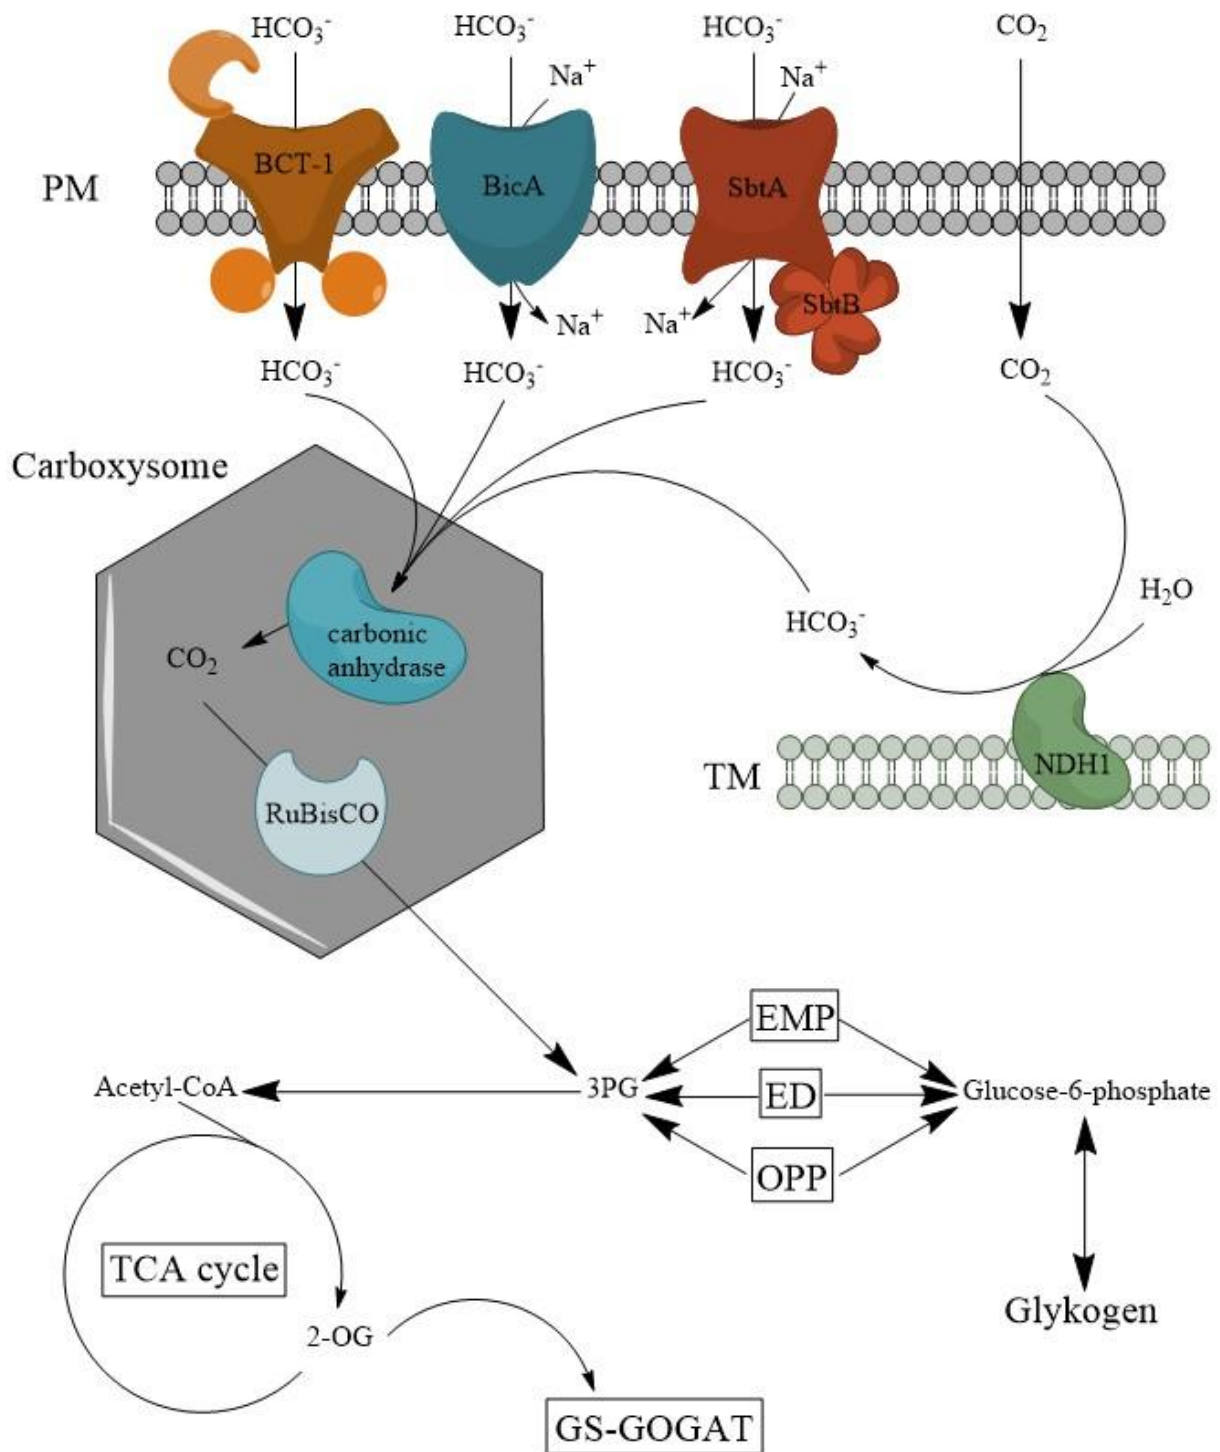 HCO₃⁻
HCO₃⁻
HCO₃⁻
CO₂
Na⁺
Na⁺
PM
BCT-1
BicA
SbtA
SbtB
Na⁺
Na⁺
HCO₃⁻
HCO₃⁻
HCO₃⁻
CO₂
Carboxysome
carbonic
anhydrase
CO₂
RuBisCO
HCO₃⁻
H₂O
TM
NDH1
EMP
Acetyl-CoA
3PG
ED
Glucose-6-phosphate
OPP
TCA cycle
Glykogen
2-OG
GS-GOGAT